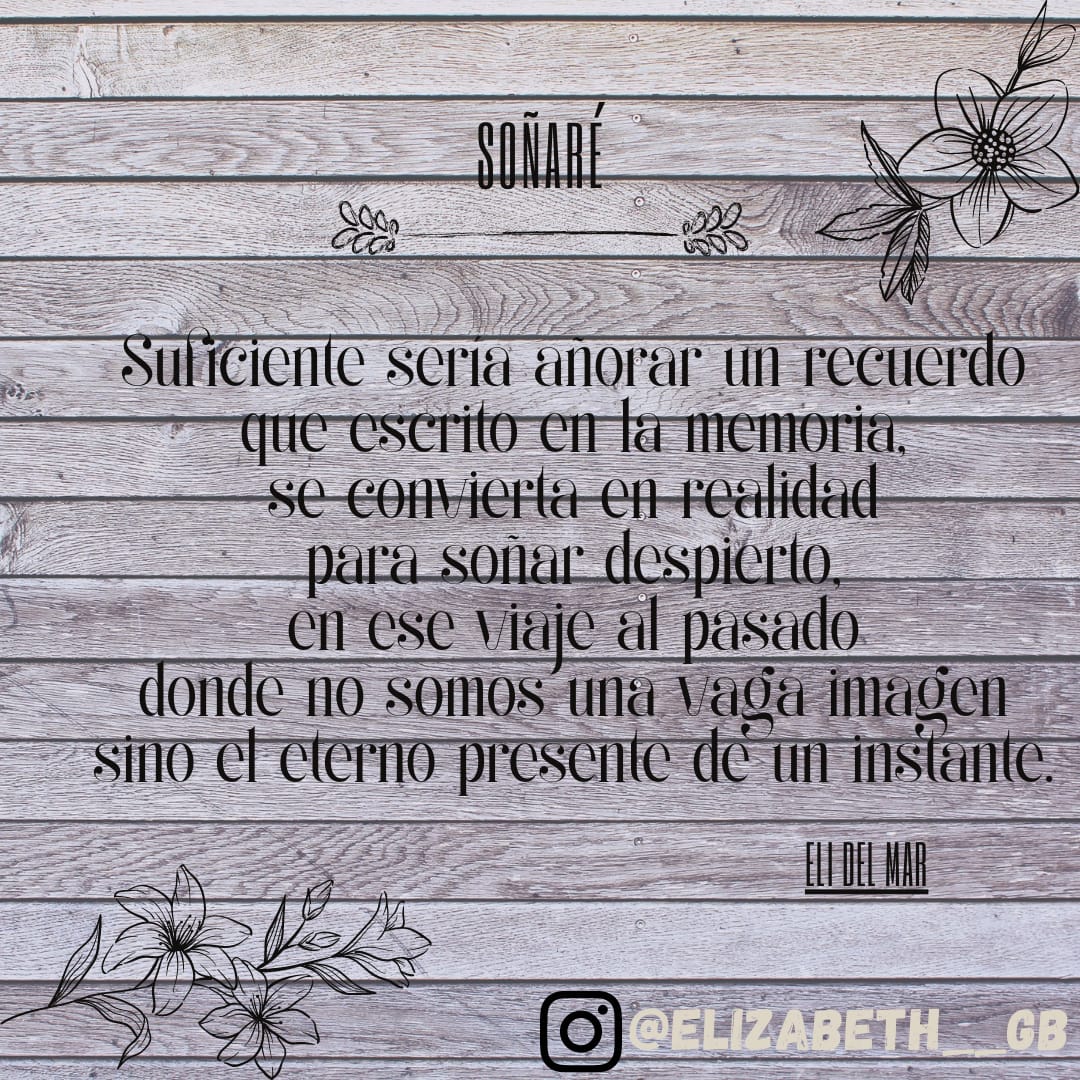 SOÑARÉ
Suficiente sería añorar un recuerdo
que escrito en la memoria,
se convierta en realidad
para soñar despierto,
en ese viaje al pasado
donde no somos una vaga imagen
sino el eterno presente de un instante.
ELI DEL MAR
@ELIZABETH__GB